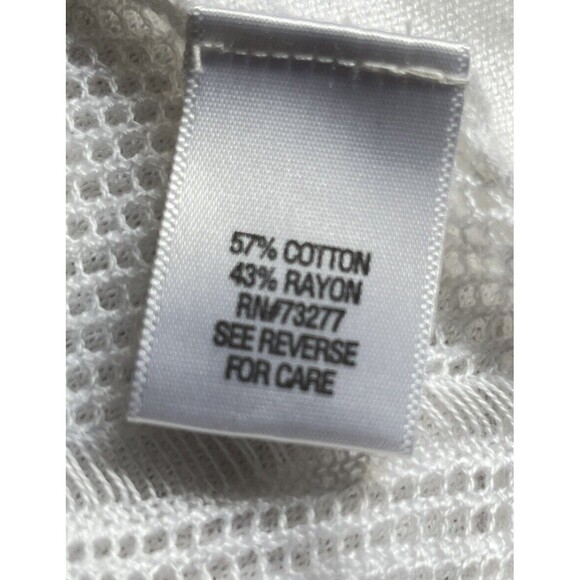 57% COTTON
43% RAYON
RN#73277
SEE REVERSE
FOR CARE